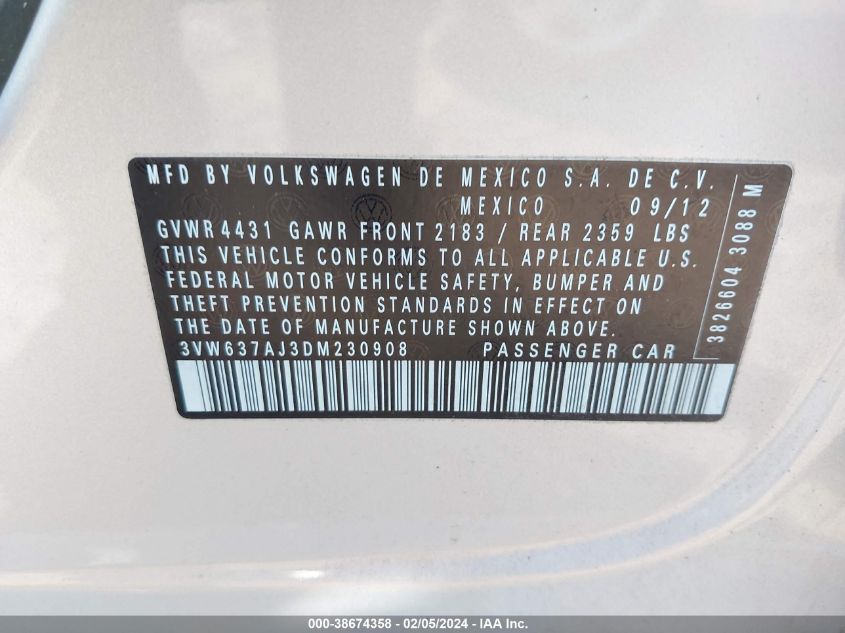 MFD BY VOLKSWAGEN DE MEXICO S.A. DE C.V.
MEXICO 09/12
GVWR 4431 GAWR FRONT 2183 / REAR 2359 LBS
THIS VEHICLE CONFORMS TO ALL APPLICABLE U.S.
FEDERAL MOTOR VEHICLE SAFETY, BUMPER AND
THEFT PREVENTION STANDARDS IN EFFECT ON
THE DATE OF MANUFACTURE SHOWN ABOVE.
3VW637AJ3DM230908 PASSENGER CAR
3826604 3088 M
000-38674358 - 02/05/2024 - IAA Inc.